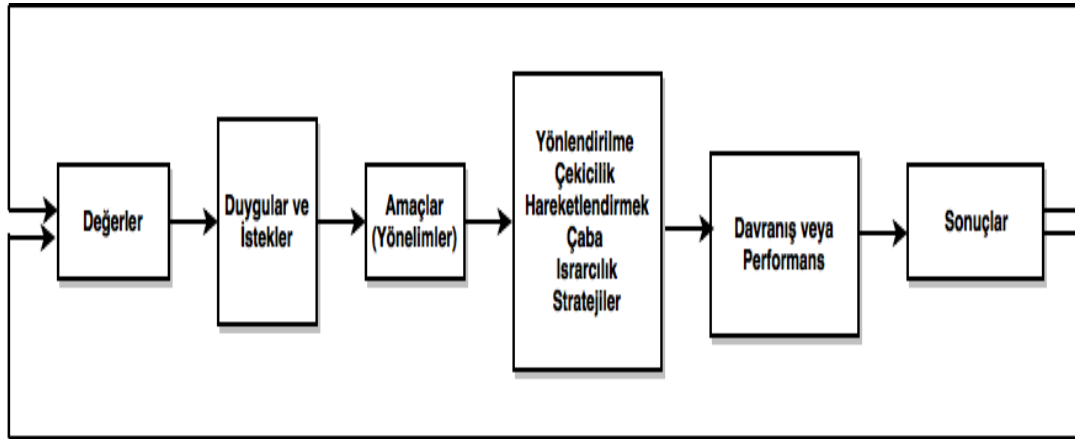 Değerler
Duygular ve
İstekler
Amaçlar
(Yönelimler)
Yönlendirilme
Çekicilik
Hareketlendirmek
Çaba
Israrcılık
Stratejiler
Davranış veya
Performans
Sonuçlar